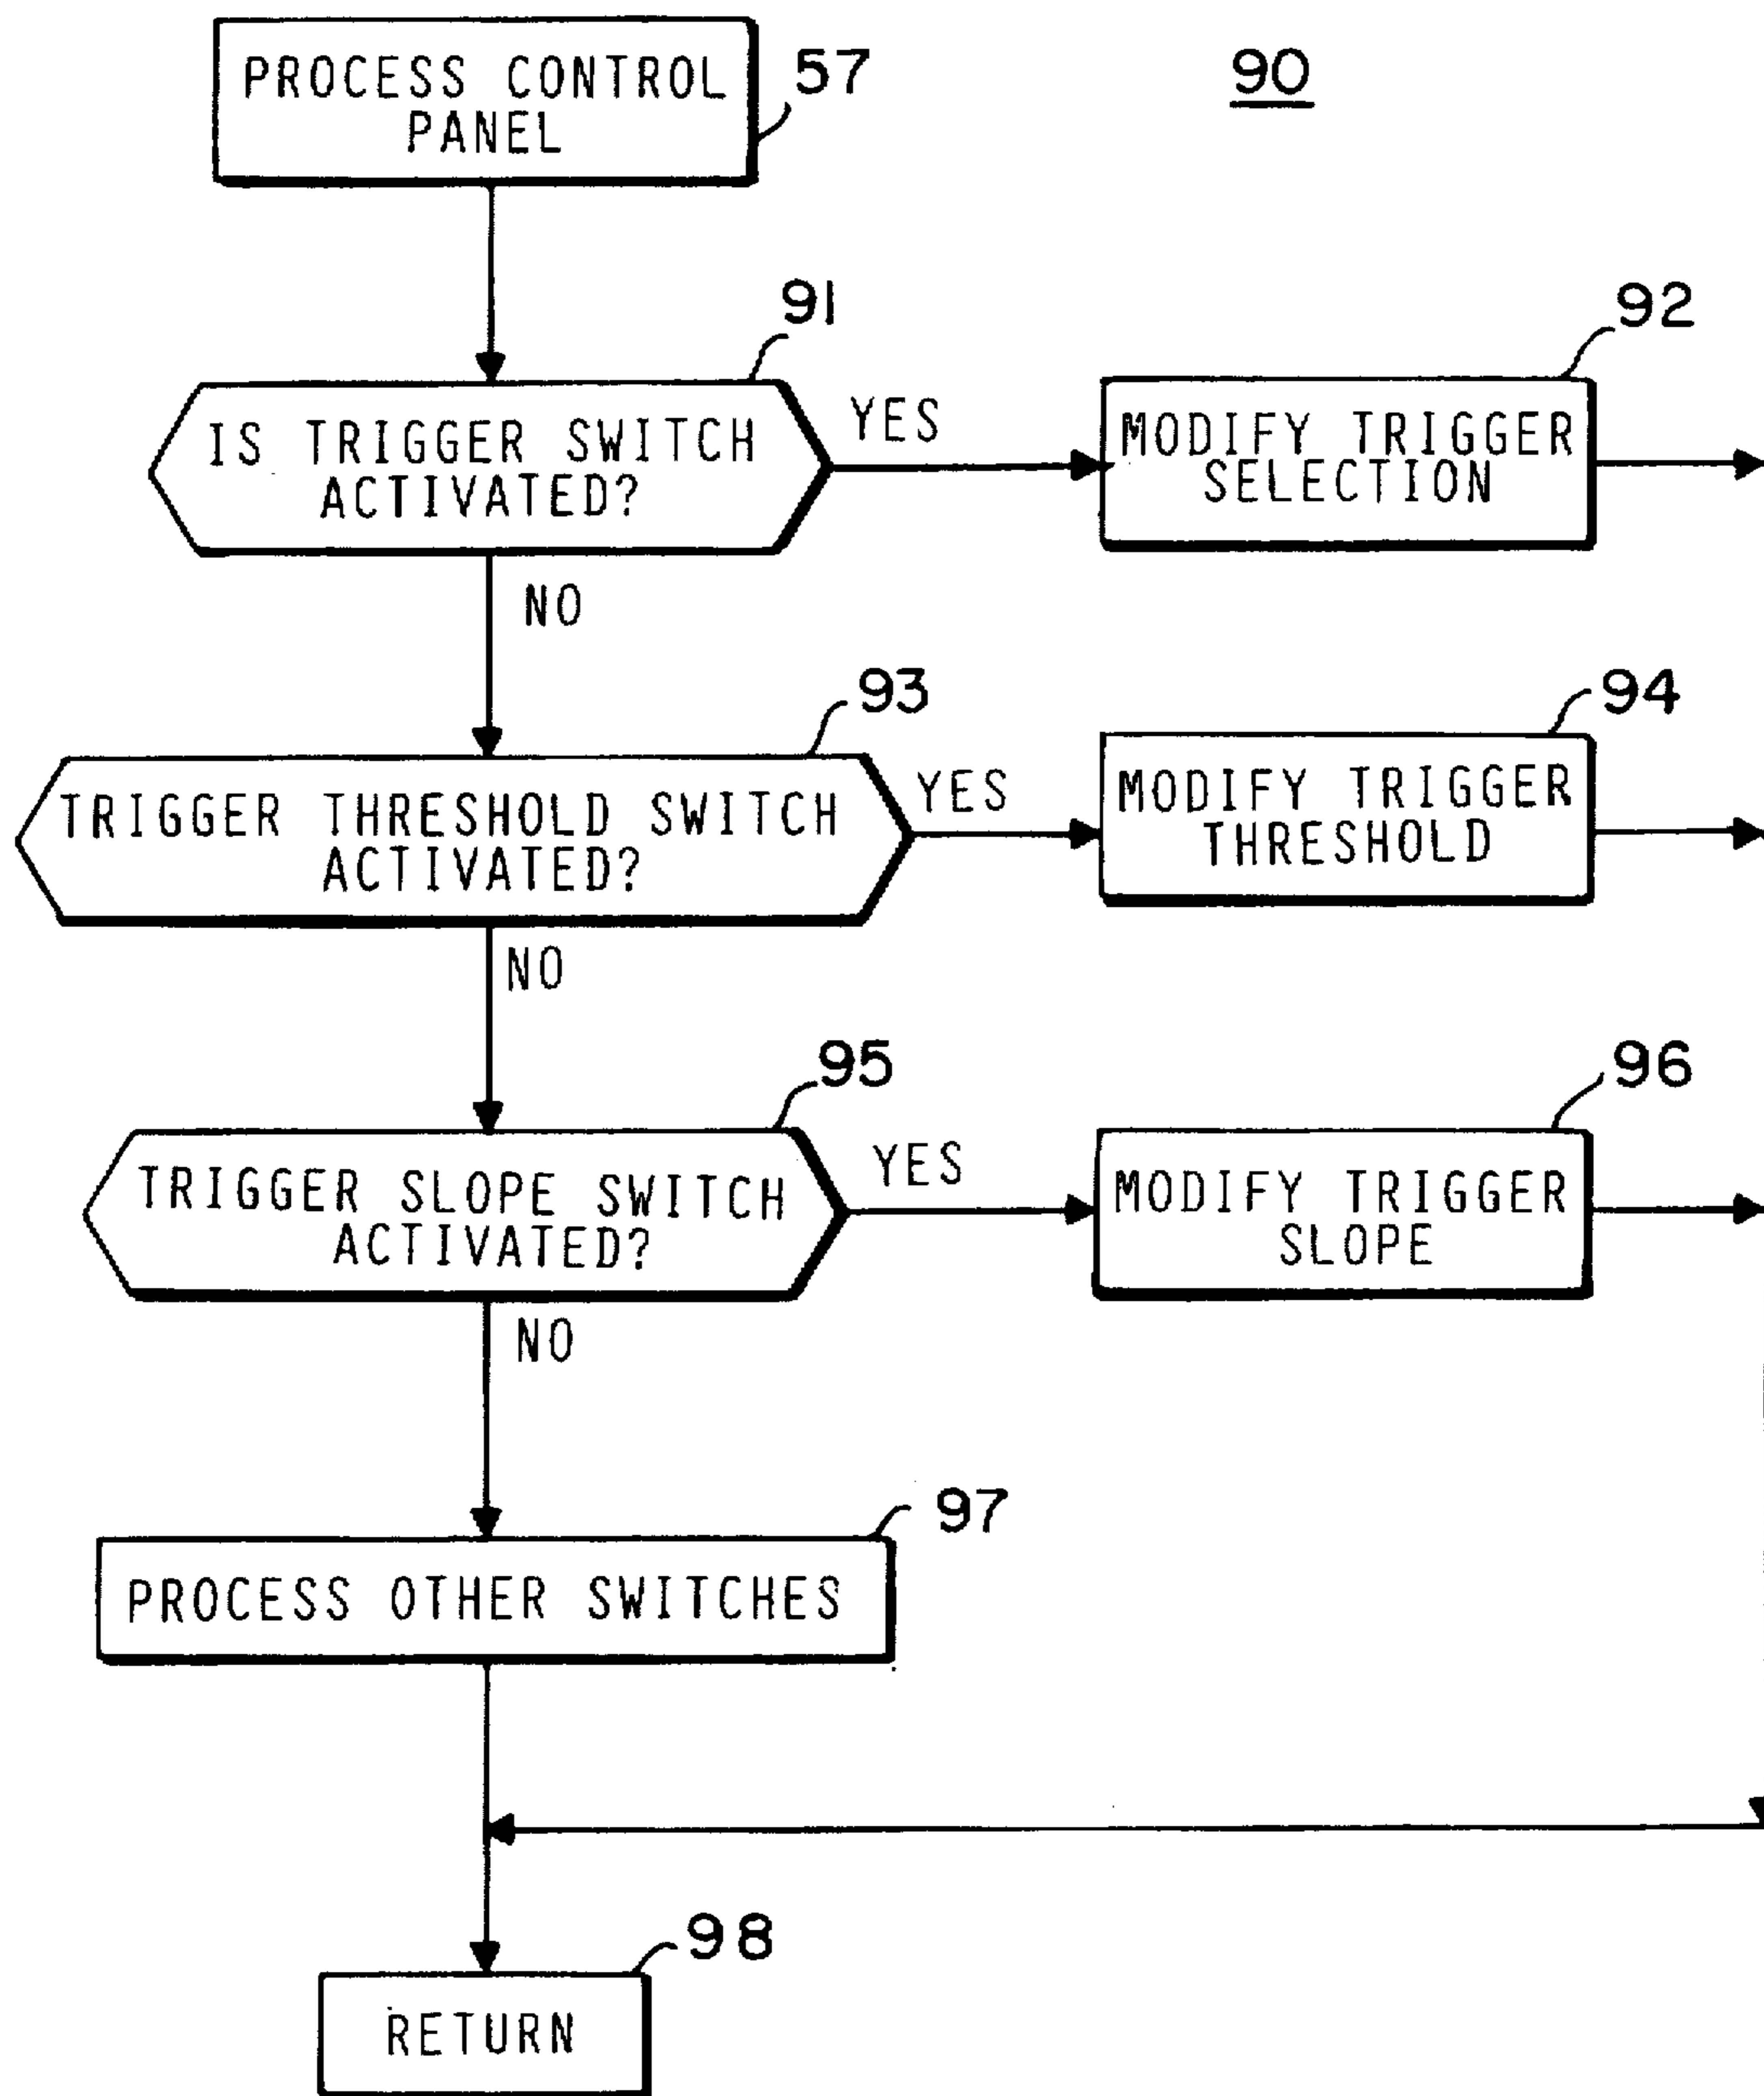 PROCESS CONTROL
PANEL
57
90
91
IS TRIGGER SWITCH
ACTIVATED?
YES
92
MODIFY TRIGGER
SELECTION
NO
93
TRIGGER THRESHOLD SWITCH
ACTIVATED?
YES
94
MODIFY TRIGGER
THRESHOLD
NO
95
TRIGGER SLOPE SWITCH
ACTIVATED?
YES
96
MODIFY TRIGGER
SLOPE
NO
97
PROCESS OTHER SWITCHES
98
RETURN